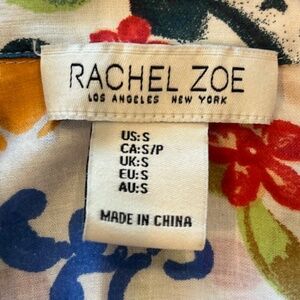 RACHEL ZOE
LOS ANGELES NEW YORK
US:S
CA:S/P
UK:S
EU:S
AU:S
MADE IN CHINA